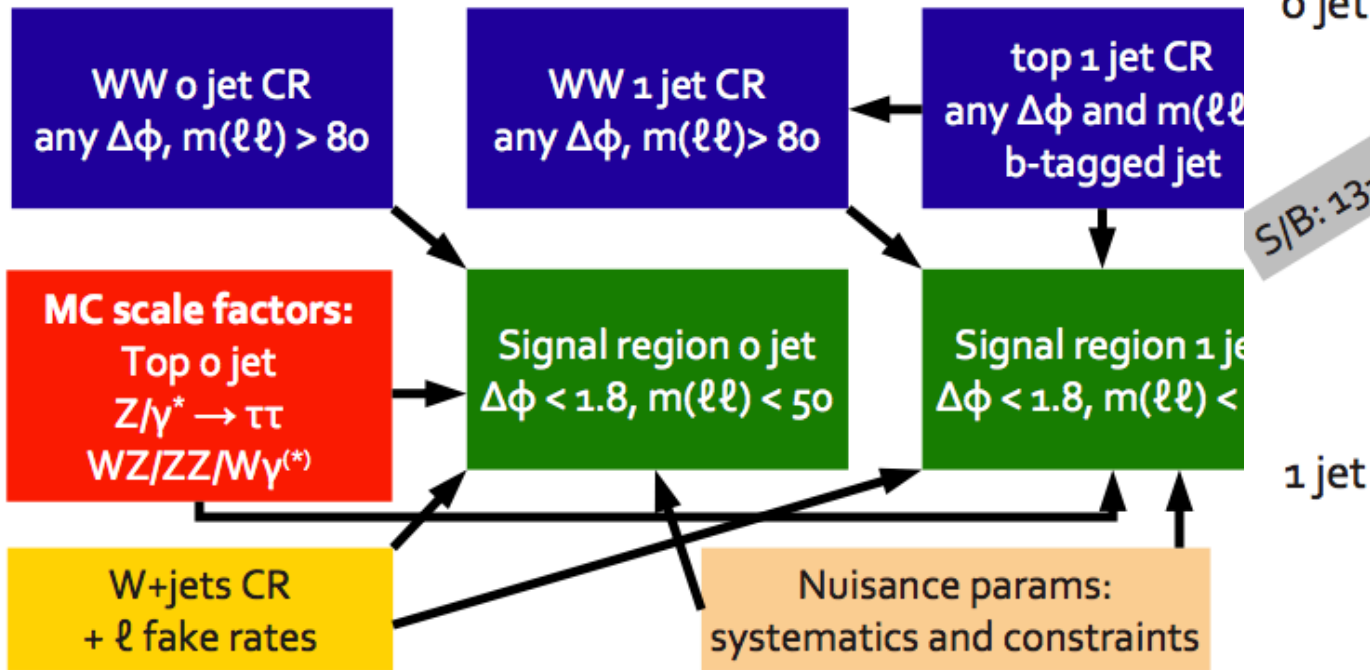 WW 0 jet CR
any Δφ, m(ℓℓ) > 80
WW 1 jet CR
any Δφ, m(ℓℓ)> 80
top 1 jet CR
any Δφ and m(ℓℓ
b-tagged jet
0 jet
S/B: 13
MC scale factors:
Top 0 jet
Z/γ* → ττ
WZ/ZZ/Wγ(*)
Signal region 0 jet
Δφ < 1.8, m(ℓℓ) < 50
Signal region 1 je
Δφ < 1.8, m(ℓℓ) <
1 jet
W+jets CR
+ ℓ fake rates
Nuisance params:
systematics and constraints